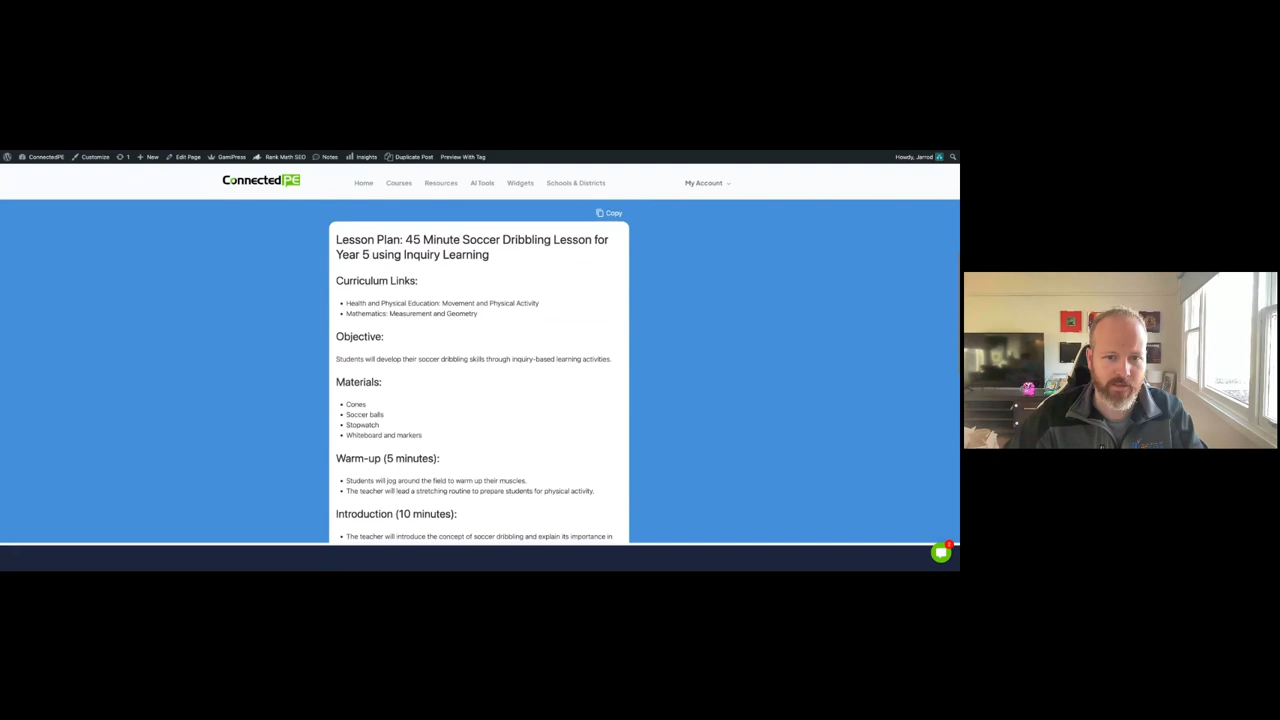 ConnectedPE Customize 1 New Edit Page GamiPress Rank Math SEO Notes Insights Duplicate Post Preview With Tag Howdy, Jarrod
ConnectedPE Home Courses Resources AI Tools Widgets Schools & Districts My Account
Copy
Lesson Plan: 45 Minute Soccer Dribbling Lesson for
Year 5 using Inquiry Learning
Curriculum Links:
• Health and Physical Education: Movement and Physical Activity
• Mathematics: Measurement and Geometry
Objective:
Students will develop their soccer dribbling skills through inquiry-based learning activities.
Materials:
• Cones
• Soccer balls
• Stopwatch
• Whiteboard and markers
Warm-up (5 minutes):
• Students will jog around the field to warm up their muscles.
• The teacher will lead a stretching routine to prepare students for physical activity.
Introduction (10 minutes):
• The teacher will introduce the concept of soccer dribbling and explain its importance in